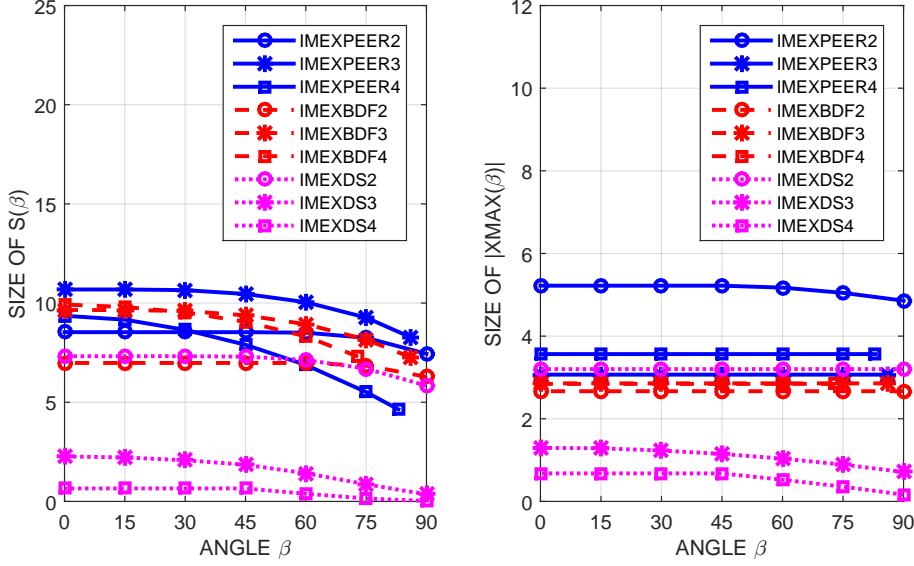 25
20
15
10
5
0
SIZE OF S(β)
IMEXPEER2
IMEXPEER3
IMEXPEER4
IMEXBDF2
IMEXBDF3
IMEXBDF4
IMEXDS2
IMEXDS3
IMEXDS4
0 15 30 45 60 75 90
ANGLE β
12
10
8
6
4
2
0
SIZE OF |XMAX(β)|
IMEXPEER2
IMEXPEER3
IMEXPEER4
IMEXBDF2
IMEXBDF3
IMEXBDF4
IMEXDS2
IMEXDS3
IMEXDS4
0 15 30 45 60 75 90
ANGLE β